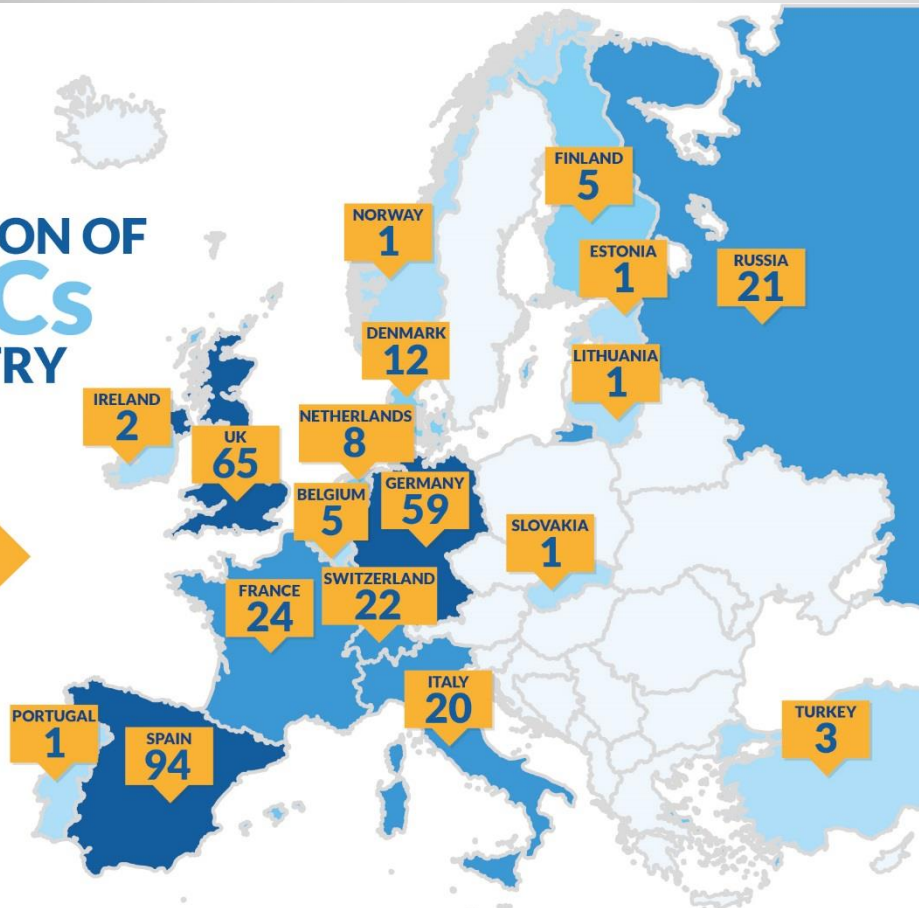 ON OF
Cs
TRY
FINLAND
5
NORWAY
1
ESTONIA
1
RUSSIA
21
DENMARK
12
LITHUANIA
1
IRELAND
2
NETHERLANDS
8
UK
65
GERMANY
59
BELGIUM
5
SLOVAKIA
1
SWITZERLAND
22
FRANCE
24
ITALY
20
PORTUGAL
1
SPAIN
94
TURKEY
3